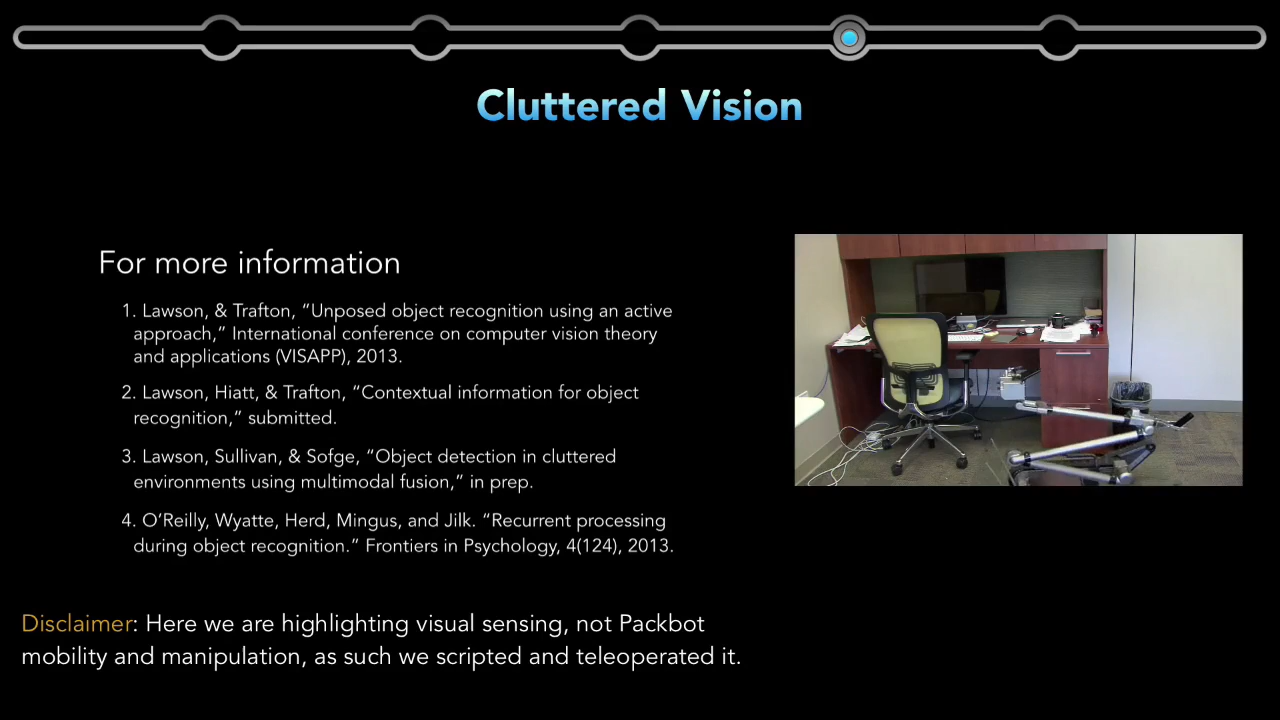 Cluttered Vision
For more information
1. Lawson, & Trafton, “Unposed object recognition using an active
approach,” International conference on computer vision theory
and applications (VISAPP), 2013.
2. Lawson, Hiatt, & Trafton, “Contextual information for object
recognition,” submitted.
3. Lawson, Sullivan, & Sofge, “Object detection in cluttered
environments using multimodal fusion,” in prep.
4. O’Reilly, Wyatte, Herd, Mingus, and Jilk. “Recurrent processing
during object recognition.” Frontiers in Psychology, 4(124), 2013.
Disclaimer: Here we are highlighting visual sensing, not Packbot
mobility and manipulation, as such we scripted and teleoperated it.